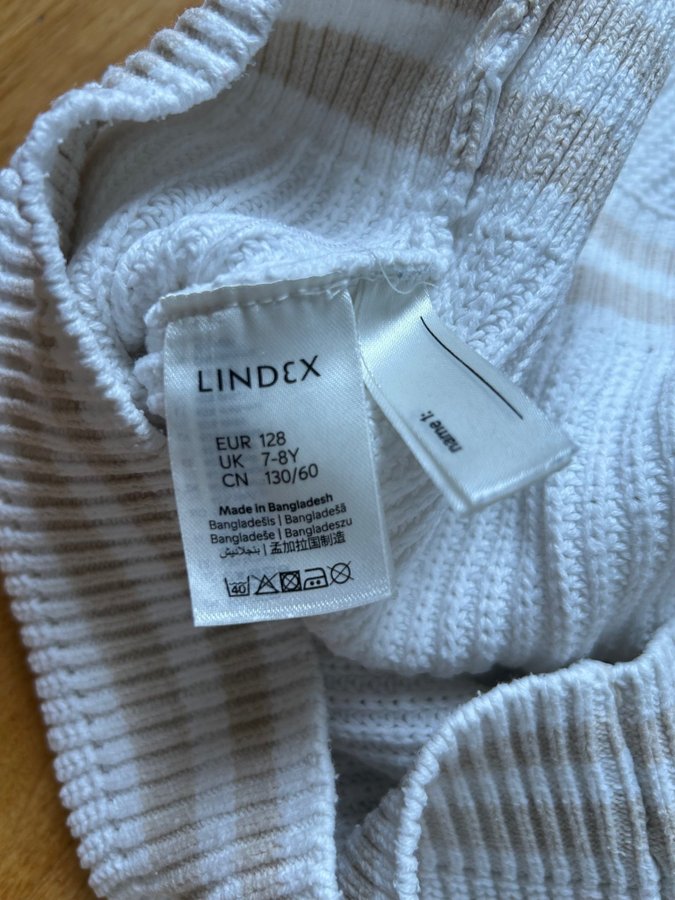 LINDEX
EUR 128
UK 7-8Y
CN 130/60
Made in Bangladesh
Bangladešis | Bangladešā
Bangladeše | Bangladeszu
بنجلاديش | 孟加拉国制造
40
name/: